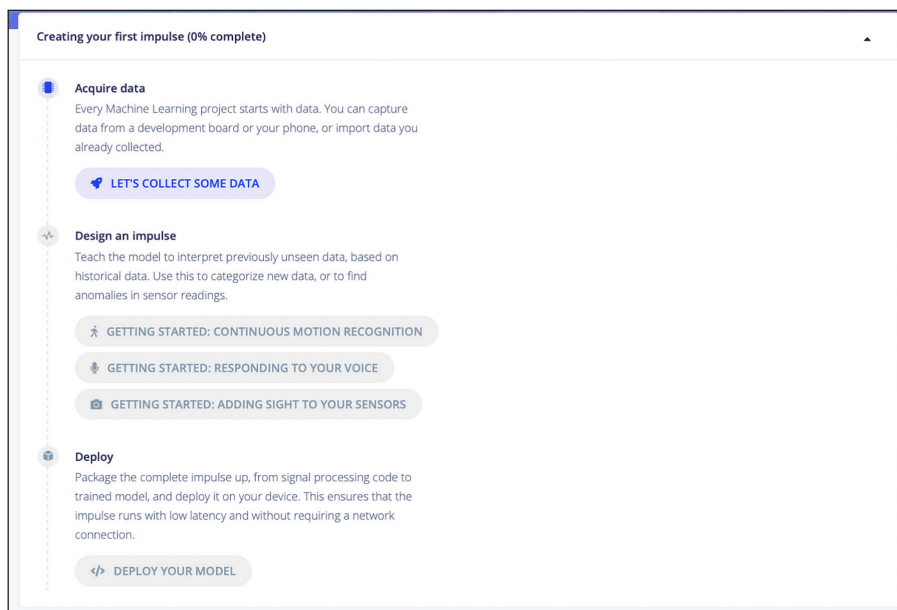 Creating your first impulse (0% complete)
Acquire data
Every Machine Learning project starts with data. You can capture
data from a development board or your phone, or import data you
already collected.
LET'S COLLECT SOME DATA
Design an impulse
Teach the model to interpret previously unseen data, based on
historical data. Use this to categorize new data, or to find
anomalies in sensor readings.
GETTING STARTED: CONTINUOUS MOTION RECOGNITION
GETTING STARTED: RESPONDING TO YOUR VOICE
GETTING STARTED: ADDING SIGHT TO YOUR SENSORS
Deploy
Package the complete impulse up, from signal processing code to
trained model, and deploy it on your device. This ensures that the
impulse runs with low latency and without requiring a network
connection.
DEPLOY YOUR MODEL